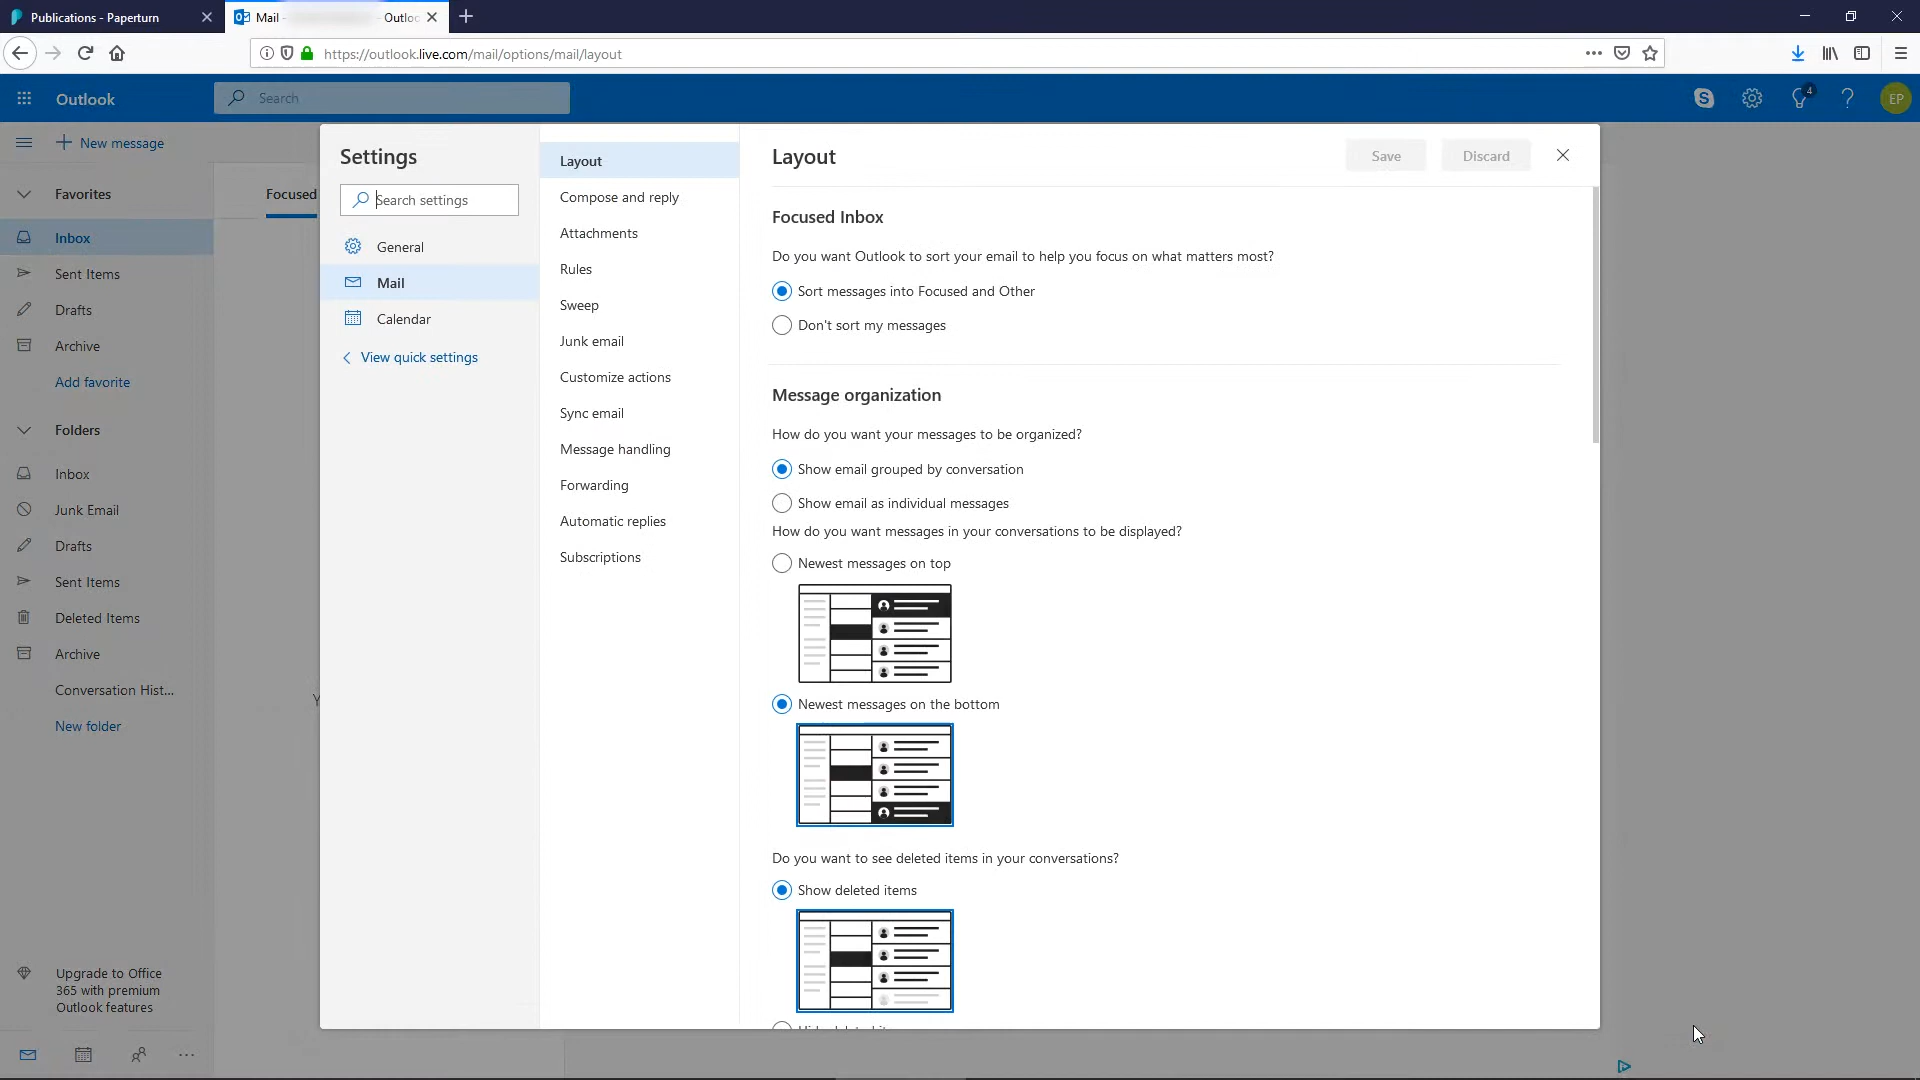 Publications - Paperturn
Mail -
Outloo
https://outlook.live.com/mail/options/mail/layout
Outlook
Search
4
EP
New message
Favorites
Inbox
Sent Items
Drafts
Archive
Add favorite
Folders
Inbox
Junk Email
Drafts
Sent Items
Deleted Items
Archive
Conversation Hist...
New folder
Upgrade to Office
365 with premium
Outlook features
Focused
Y
Settings
Search settings
General
Mail
Calendar
View quick settings
Layout
Compose and reply
Attachments
Rules
Sweep
Junk email
Customize actions
Sync email
Message handling
Forwarding
Automatic replies
Subscriptions
Layout
Save
Discard
Focused Inbox
Do you want Outlook to sort your email to help you focus on what matters most?
Sort messages into Focused and Other
Don't sort my messages
Message organization
How do you want your messages to be organized?
Show email grouped by conversation
Show email as individual messages
How do you want messages in your conversations to be displayed?
Newest messages on top
Newest messages on the bottom
Do you want to see deleted items in your conversations?
Show deleted items